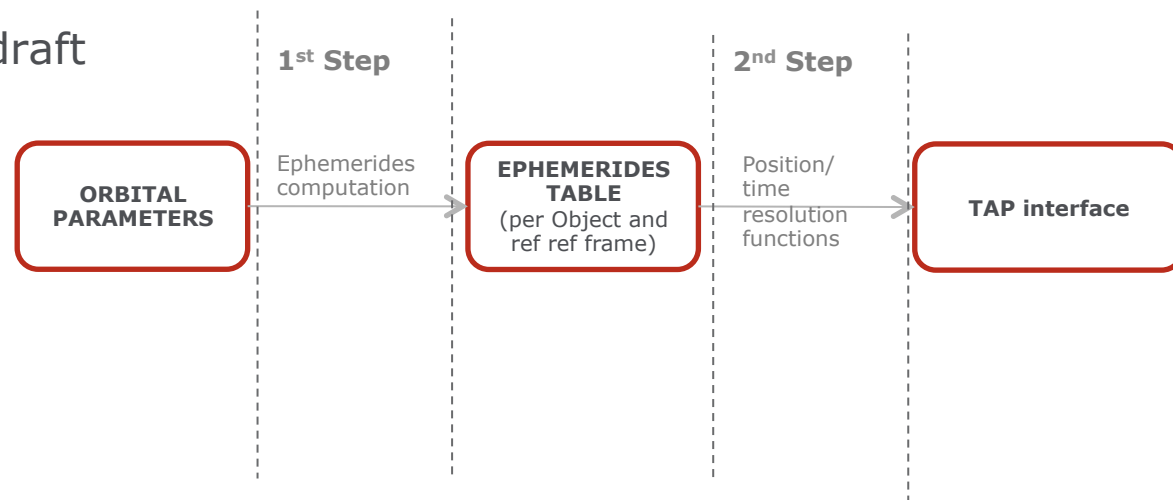 draft
1st Step
2nd Step
ORBITAL
PARAMETERS
Ephemerides
computation
EPHEMERIDES
TABLE
(per Object and
ref ref frame)
Position/
time
resolution
functions
TAP interface